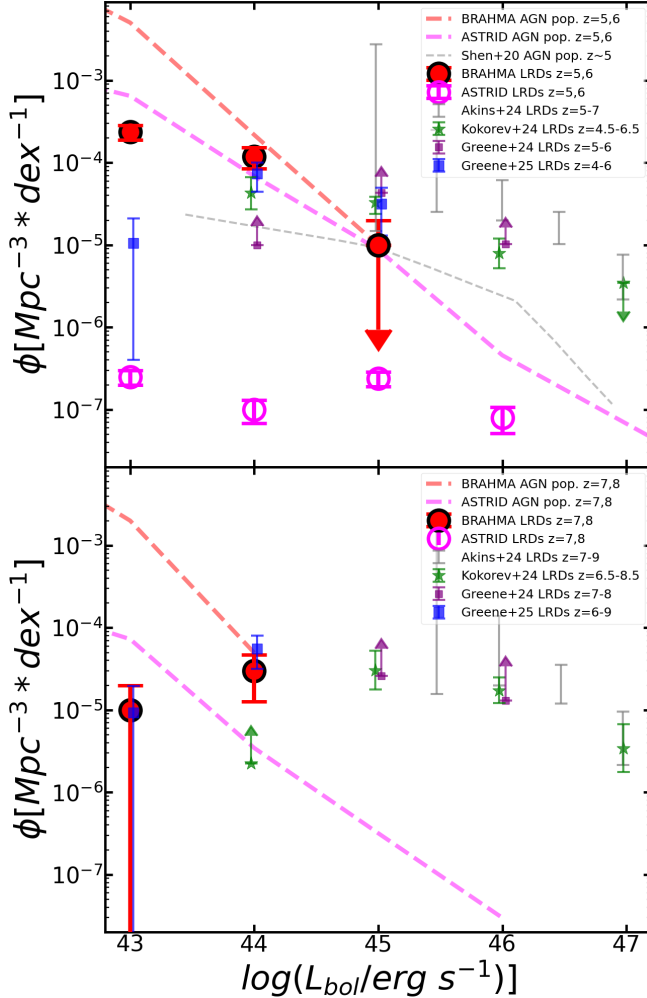 BRAHMA AGN pop. z=5,6
ASTRID AGN pop. z=5,6
Shen+20 AGN pop. z~5
BRAHMA LRDs z=5,6
ASTRID LRDs z=5,6
Akins+24 LRDs z=5-7
Kokorev+24 LRDs z=4.5-6.5
Greene+24 LRDs z=5-6
Greene+25 LRDs z=4-6
10⁻³
10⁻⁴
10⁻⁵
10⁻⁶
10⁻⁷
ϕ[Mpc⁻³ * dex⁻¹]
BRAHMA AGN pop. z=7,8
ASTRID AGN pop. z=7,8
BRAHMA LRDs z=7,8
ASTRID LRDs z=7,8
Akins+24 LRDs z=7-9
Kokorev+24 LRDs z=6.5-8.5
Greene+24 LRDs z=7-8
Greene+25 LRDs z=6-9
10⁻³
10⁻⁴
10⁻⁵
10⁻⁶
10⁻⁷
ϕ[Mpc⁻³ * dex⁻¹]
43 44 45 46 47
log(L_bol/erg s⁻¹)]